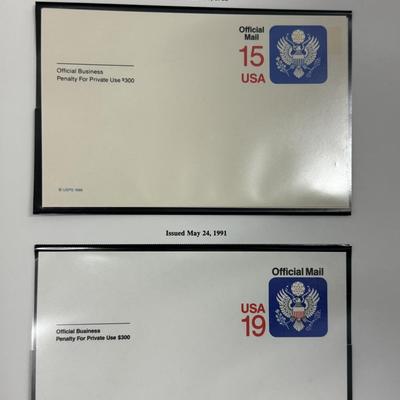 Official
Mail
15
USA
Official Business
Penalty For Private Use $300
© USPS 1988
Issued May 24, 1991
Official Mail
USA
19
Official Business
Penalty For Private Use $300